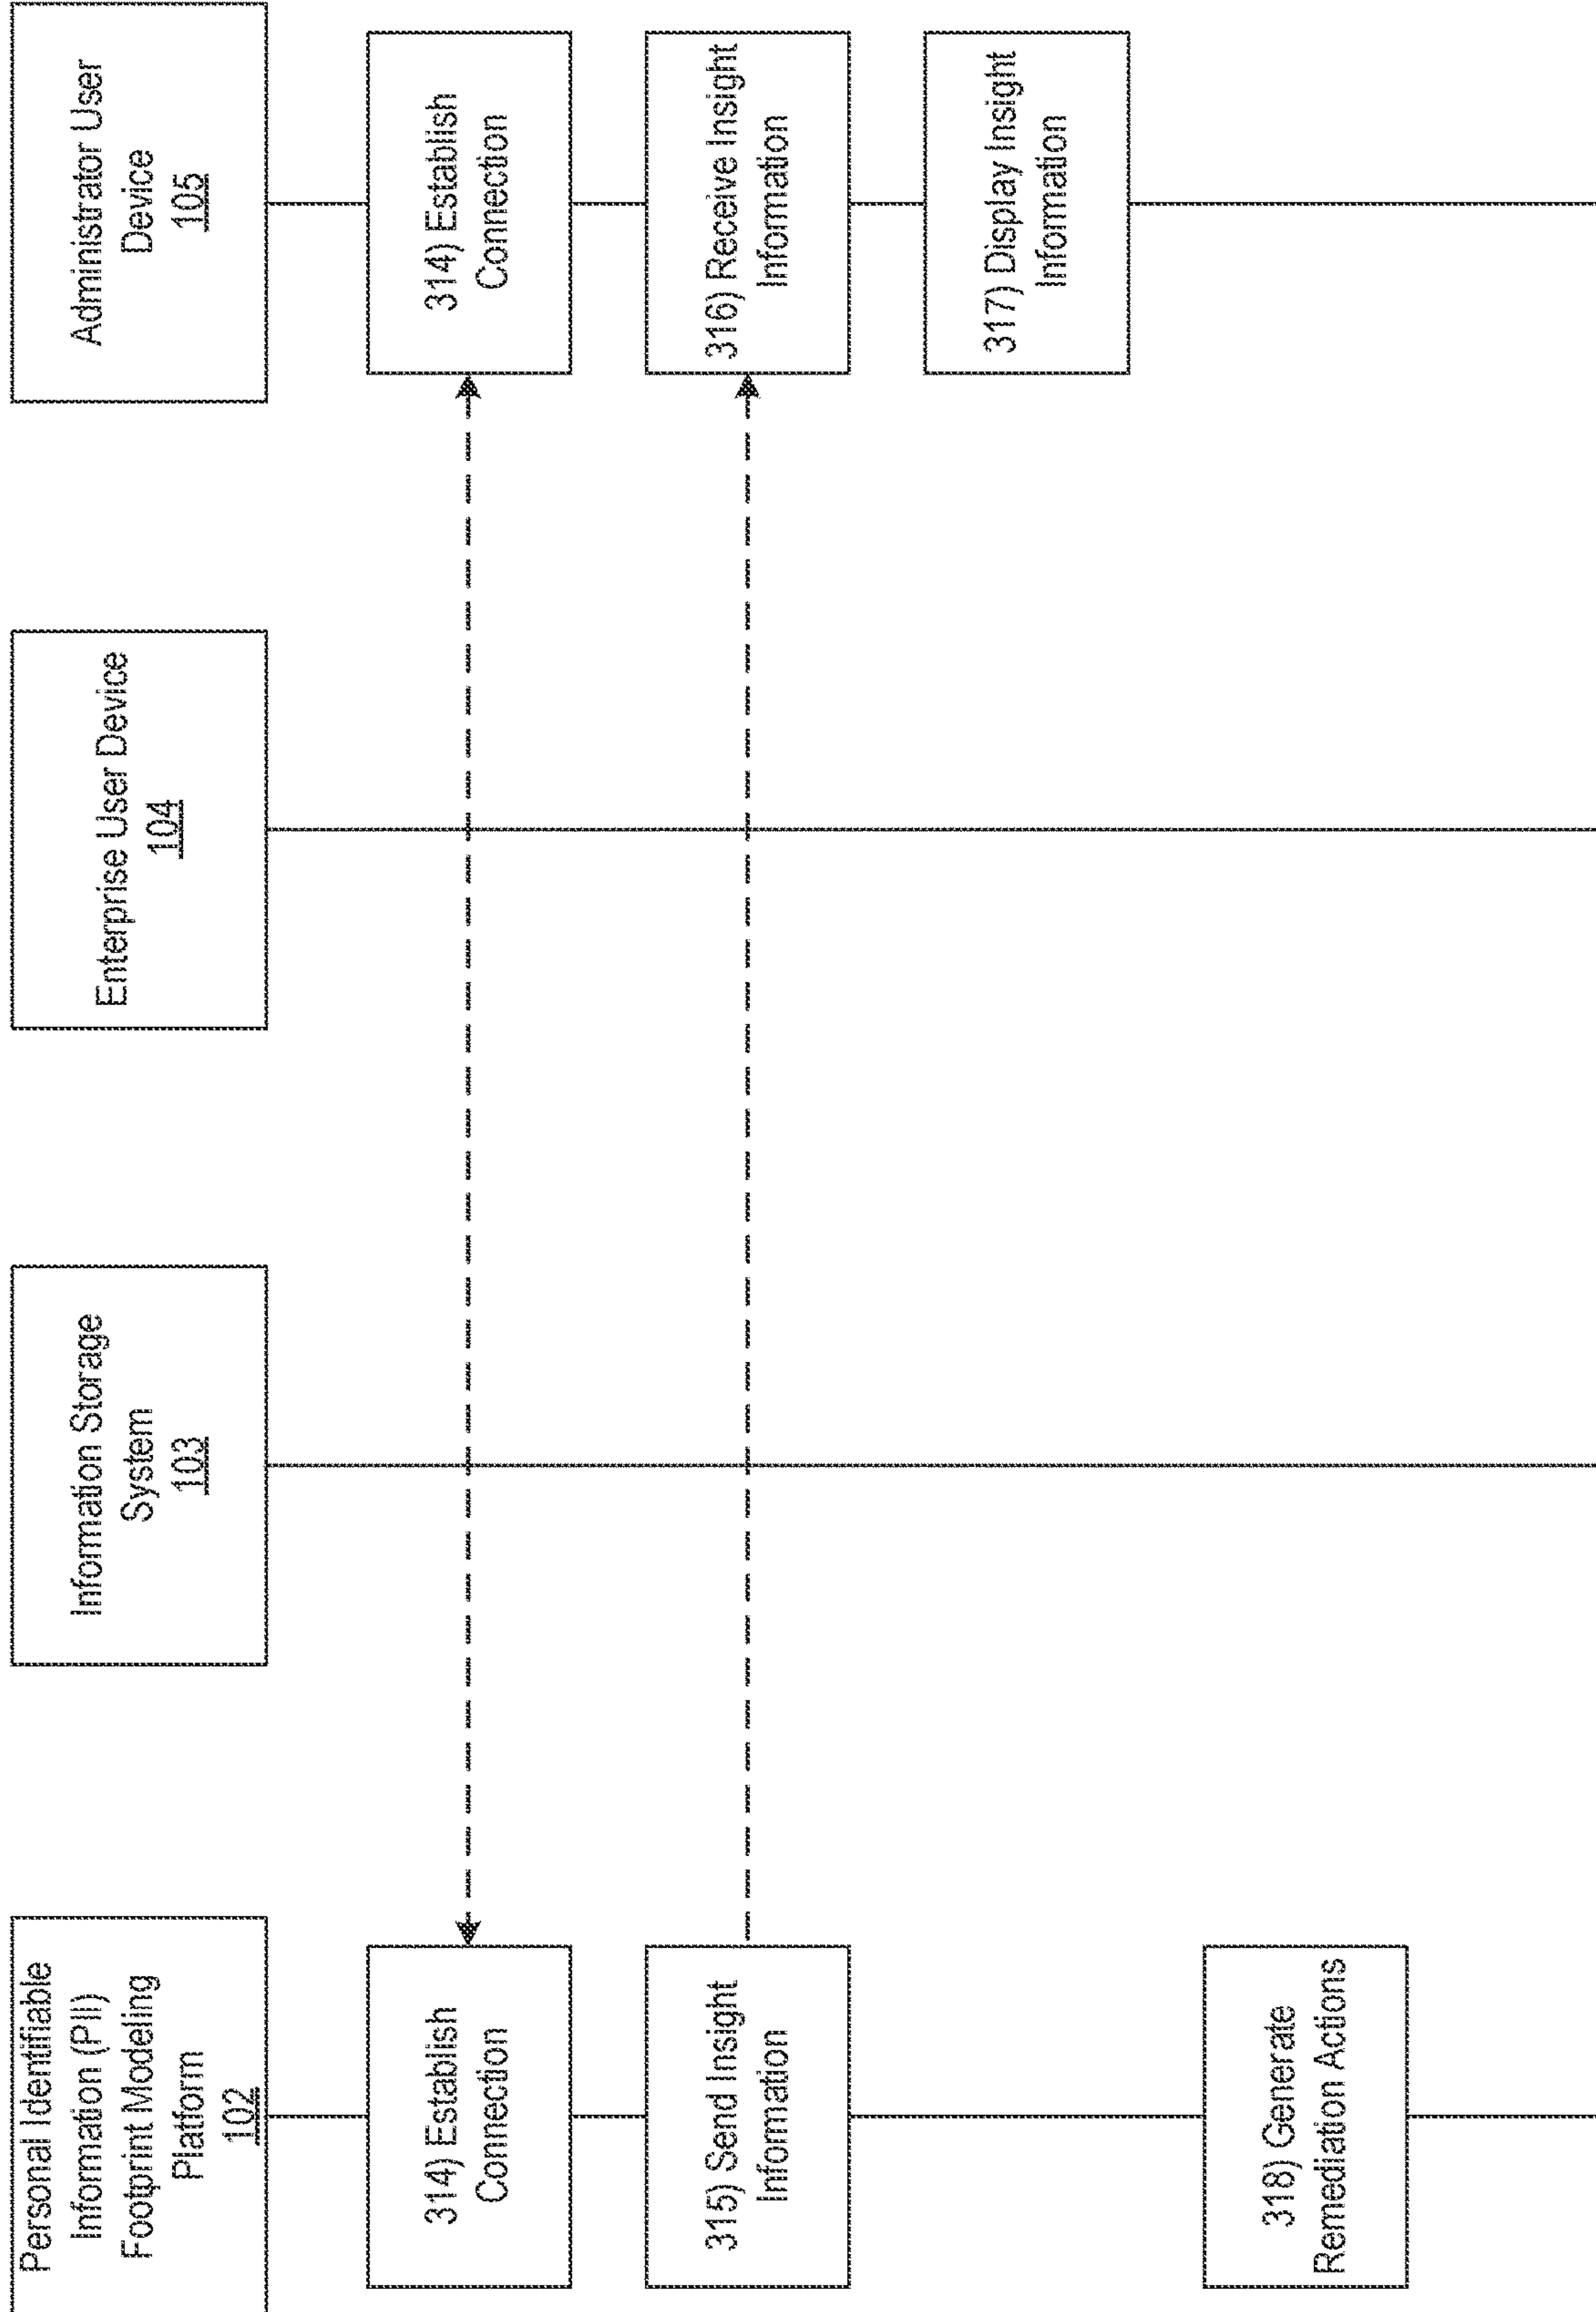 Personal Identifiable
Information (PII)
Footprint Modeling
Platform
102
Information Storage
System
103
Enterprise User Device
104
Administrator User
Device
105
314) Establish
Connection
314) Establish
Connection
315) Send Insight
Information
316) Receive Insight
Information
317) Display Insight
Information
318) Generate
Remediation Actions